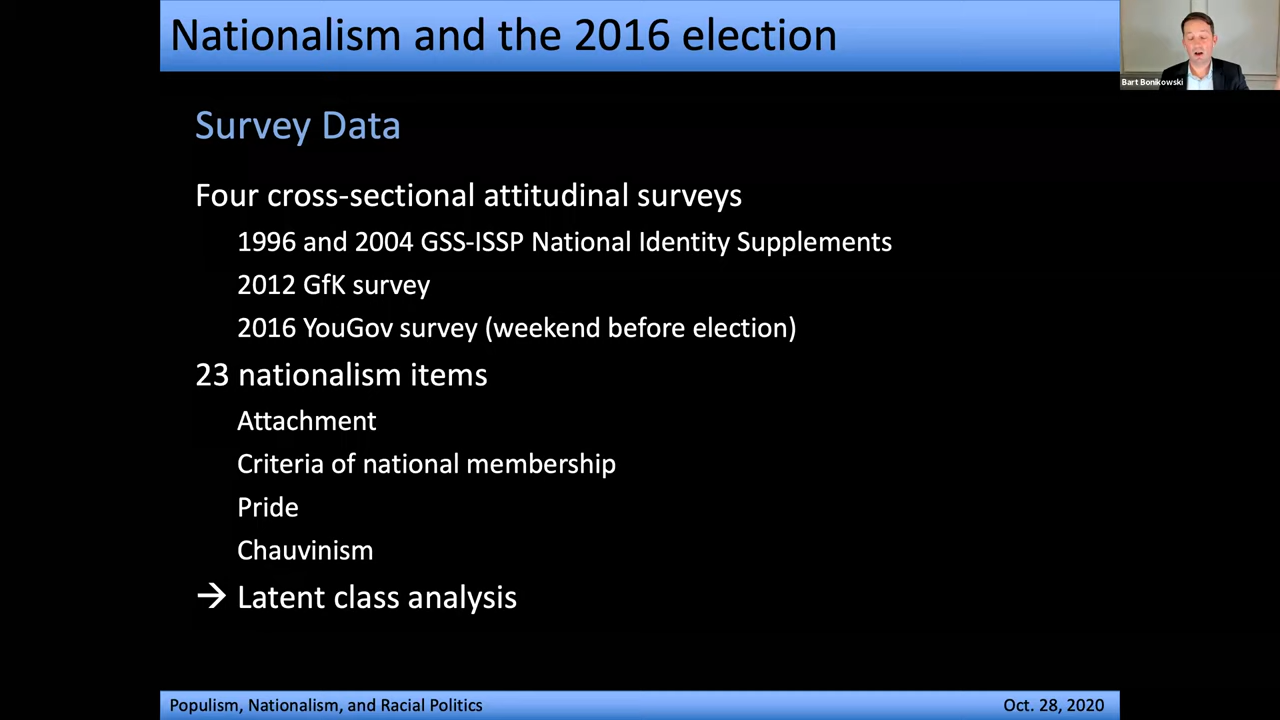 Nationalism and the 2016 election
Bart Bonikowski
Survey Data
Four cross-sectional attitudinal surveys
1996 and 2004 GSS-ISSP National Identity Supplements
2012 GfK survey
2016 YouGov survey (weekend before election)
23 nationalism items
Attachment
Criteria of national membership
Pride
Chauvinism
→ Latent class analysis
Populism, Nationalism, and Racial Politics
Oct. 28, 2020